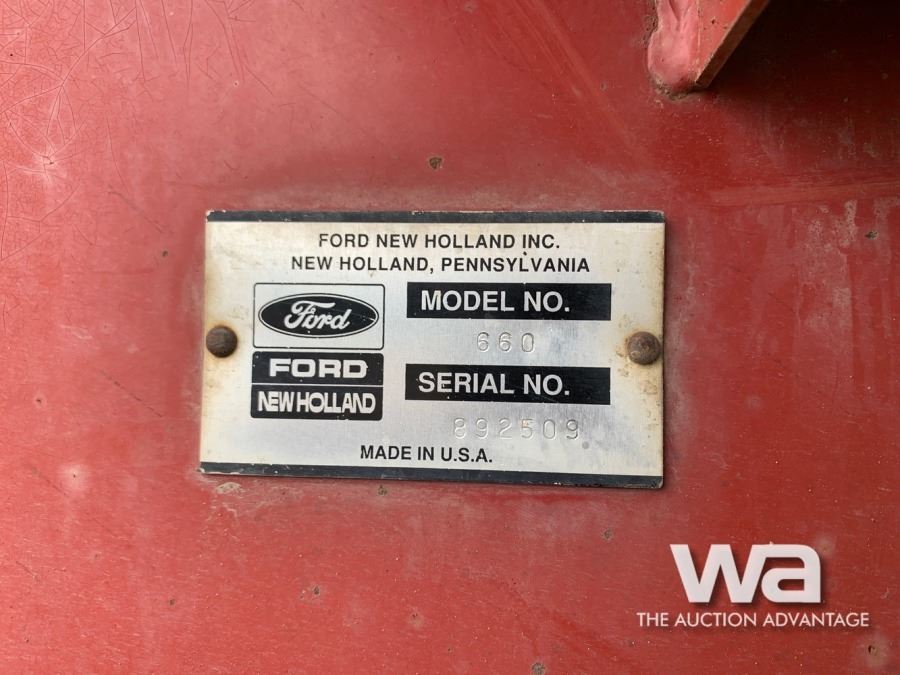 FORD NEW HOLLAND INC.
NEW HOLLAND, PENNSYLVANIA
Ford
FORD
NEW HOLLAND
MODEL NO.
660
SERIAL NO.
892509
MADE IN U.S.A.
wa
THE AUCTION ADVANTAGE